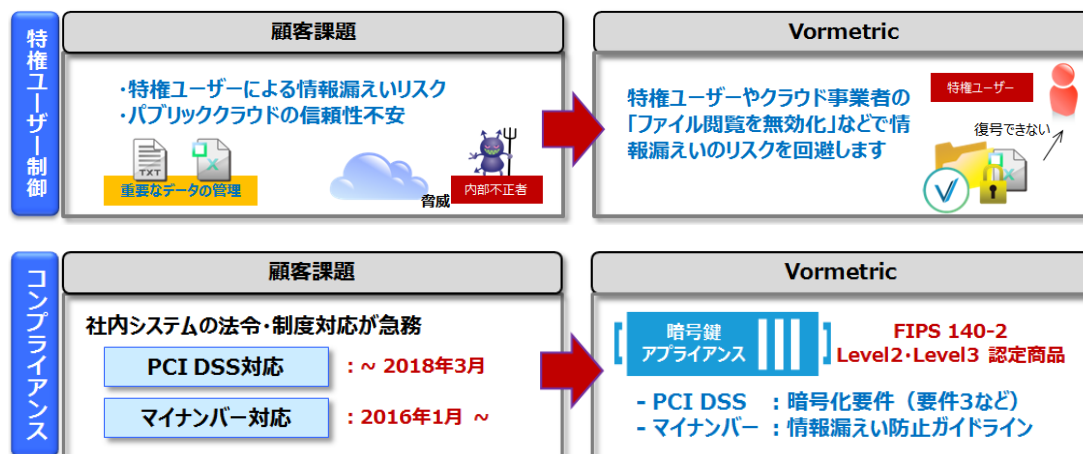 特権ユーザー制御
顧客課題
・特権ユーザーによる情報漏えいリスク
・パブリッククラウドの信頼性不安
TXT
重要なデータの管理
脅威
内部不正者
Vormetric
特権ユーザーやクラウド事業者の
「ファイル閲覧を無効化」などで情
報漏えいのリスクを回避します
特権ユーザー
復号できない
コンプライアンス
顧客課題
社内システムの法令・制度対応が急務
PCI DSS対応
：~ 2018年3月
マイナンバー対応
：2016年1月 ~
Vormetric
暗号鍵
アプライアンス
FIPS 140-2
Level2・Level3 認定商品
- PCI DSS ：暗号化要件（要件3など）
- マイナンバー ：情報漏えい防止ガイドライン